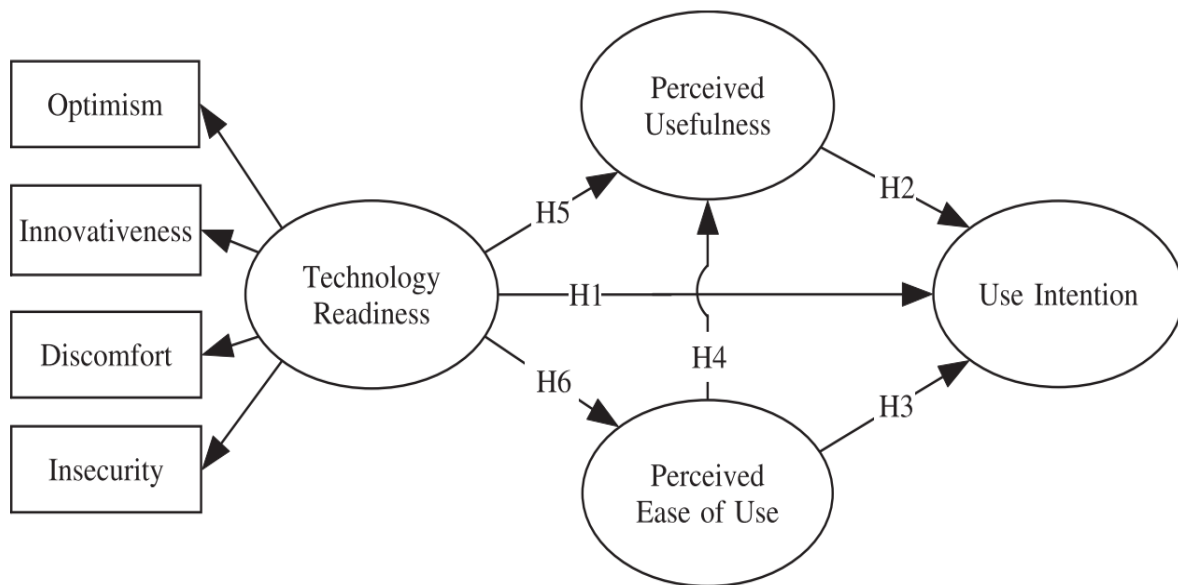 Optimism
Innovativeness
Discomfort
Insecurity
Technology
Readiness
H5
H1
H6
Perceived
Usefulness
H4
Perceived
Ease of Use
H2
H3
Use Intention